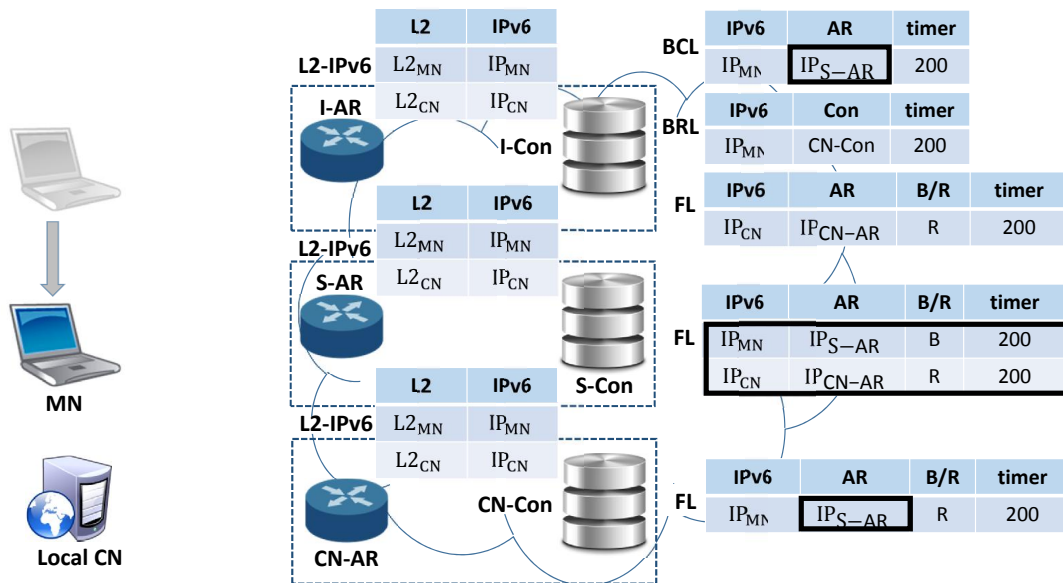 L2 IPv6
L2-IPv6
L2MN IPMN
L2CN IPCN
I-AR
I-Con
BCL
IPv6 AR timer
IPMN IPS−AR 200
BRL
IPv6 Con timer
IPMN CN-Con 200
FL
IPv6 AR B/R timer
IPCN IPCN−AR R 200
L2 IPv6
L2-IPv6
L2MN IPMN
L2CN IPCN
S-AR
S-Con
FL
IPv6 AR B/R timer
IPMN IPS−AR B 200
IPCN IPCN−AR R 200
MN
L2 IPv6
L2-IPv6
L2MN IPMN
L2CN IPCN
CN-Con
CN-AR
FL
IPv6 AR B/R timer
IPMN IPS−AR R 200
Local CN